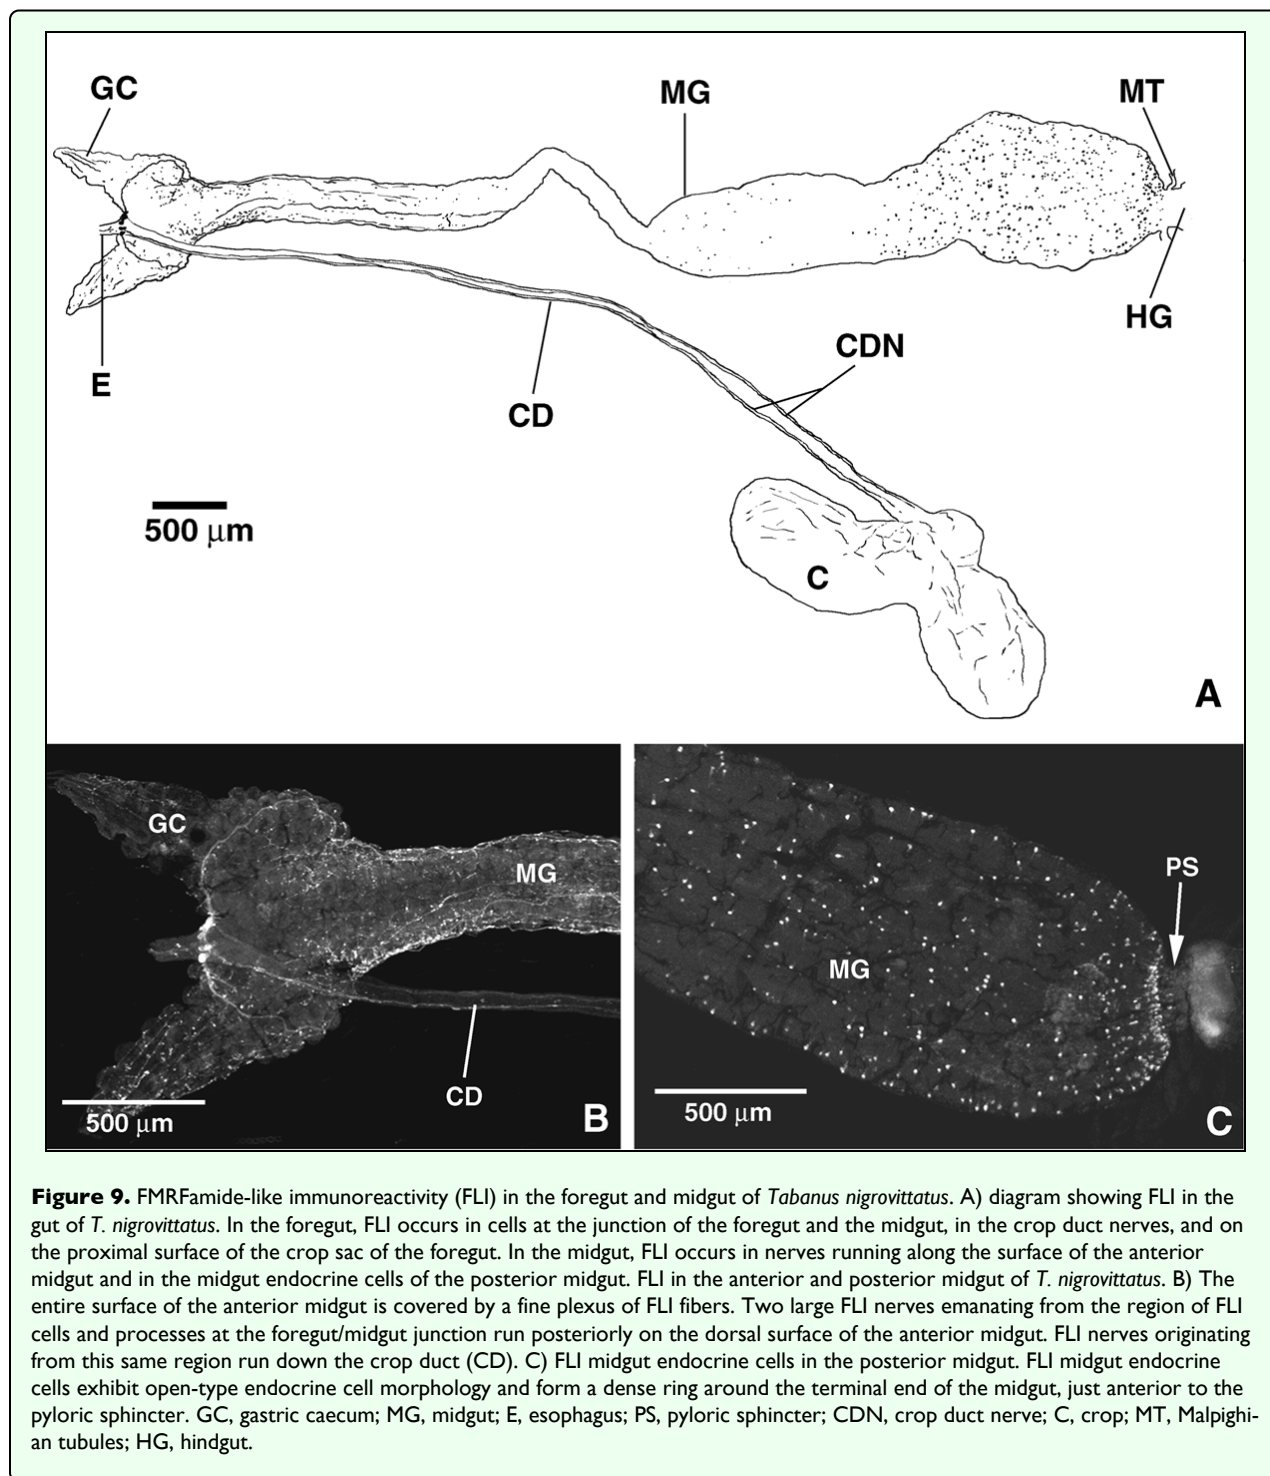 GC
MG
MT
HG
E
CDN
CD
500 μm
C
A
GC
MG
CD
500 μm
B
PS
MG
500 μm
C
Figure 9. FMRFamide-like immunoreactivity (FLI) in the foregut and midgut of Tabanus nigrovittatus. A) diagram showing FLI in the
gut of T. nigrovittatus. In the foregut, FLI occurs in cells at the junction of the foregut and the midgut, in the crop duct nerves, and on
the proximal surface of the crop sac of the foregut. In the midgut, FLI occurs in nerves running along the surface of the anterior
midgut and in the midgut endocrine cells of the posterior midgut. FLI in the anterior and posterior midgut of T. nigrovittatus. B) The
entire surface of the anterior midgut is covered by a fine plexus of FLI fibers. Two large FLI nerves emanating from the region of FLI
cells and processes at the foregut/midgut junction run posteriorly on the dorsal surface of the anterior midgut. FLI nerves originating
from this same region run down the crop duct (CD). C) FLI midgut endocrine cells in the posterior midgut. FLI midgut endocrine
cells exhibit open-type endocrine cell morphology and form a dense ring around the terminal end of the midgut, just anterior to the
pyloric sphincter. GC, gastric caecum; MG, midgut; E, esophagus; PS, pyloric sphincter; CDN, crop duct nerve; C, crop; MT, Malpighi-
an tubules; HG, hindgut.